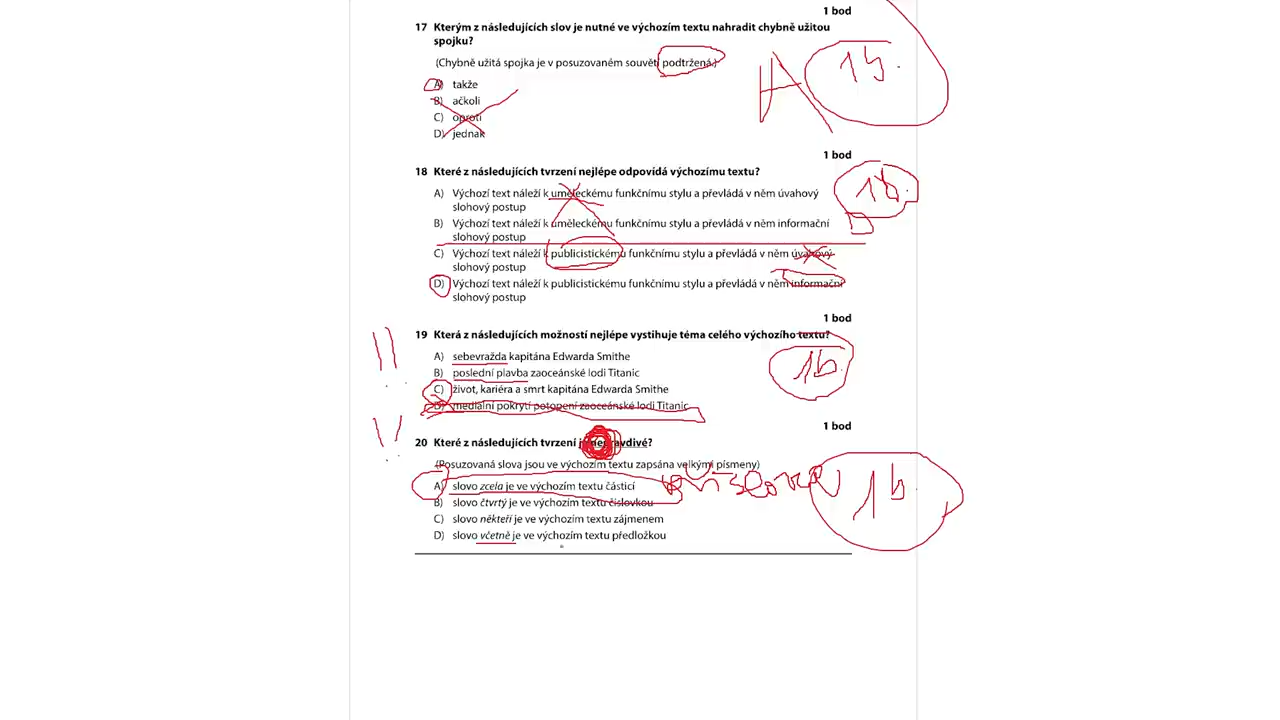 1 bod
17 Kterým z následujících slov je nutné ve výchozím textu nahradit chybně užitou
spojku?
(Chybně užitá spojka je v posuzovaném souvětí podtržená.)
A) takže
B) ačkoli
C) oproti
D) jednak
A
1b.
1 bod
18 Které z následujících tvrzení nejlépe odpovídá výchozímu textu?
A) Výchozí text náleží k uměleckému funkčnímu stylu a převládá v něm úvahový
slohový postup
B) Výchozí text náleží k uměleckému funkčnímu stylu a převládá v něm informační
slohový postup
C) Výchozí text náleží k publicistickému funkčnímu stylu a převládá v něm úvahový
slohový postup
D) Výchozí text náleží k publicistickému funkčnímu stylu a převládá v něm informační
slohový postup
1b.
D
1 bod
19 Která z následujících možností nejlépe vystihuje téma celého výchozího textu?
A) sebevražda kapitána Edwarda Smithe
B) poslední plavba zaoceánské lodi Titanic
C) život, kariéra a smrt kapitána Edwarda Smithe
D) mediální pokrytí potopení zaoceánské lodi Titanic
!!
1b.
1 bod
20 Které z následujících tvrzení je nepravdivé?
(Posuzovaná slova jsou ve výchozím textu zapsána velkými písmeny)
A) slovo zcela je ve výchozím textu částicí
B) slovo čtvrtý je ve výchozím textu číslovkou
C) slovo někteří je ve výchozím textu zájmenem
D) slovo včetně je ve výchozím textu předložkou
!!
1b.